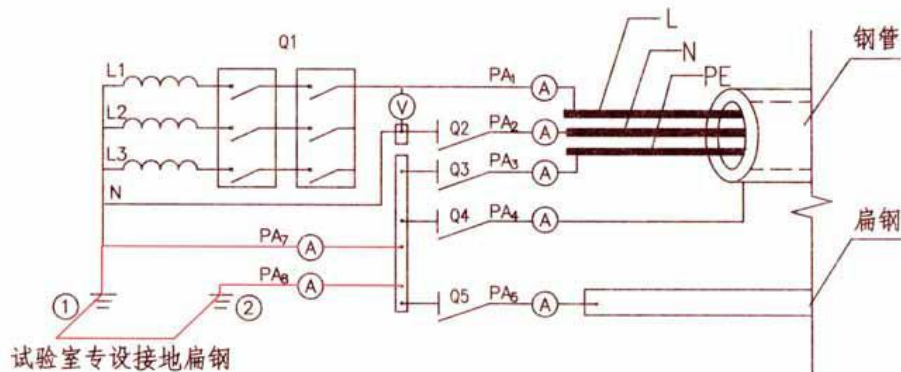 Q1
L1
L2
L3
N
V
PA₁ A
Q2 PA₂ A
Q3 PA₃ A
Q4 PA₄ A
Q5 PA₅ A
PA₇ A
PA₆ A
L
N
PE
钢管
扁钢
① ②
试验室专设接地扁钢